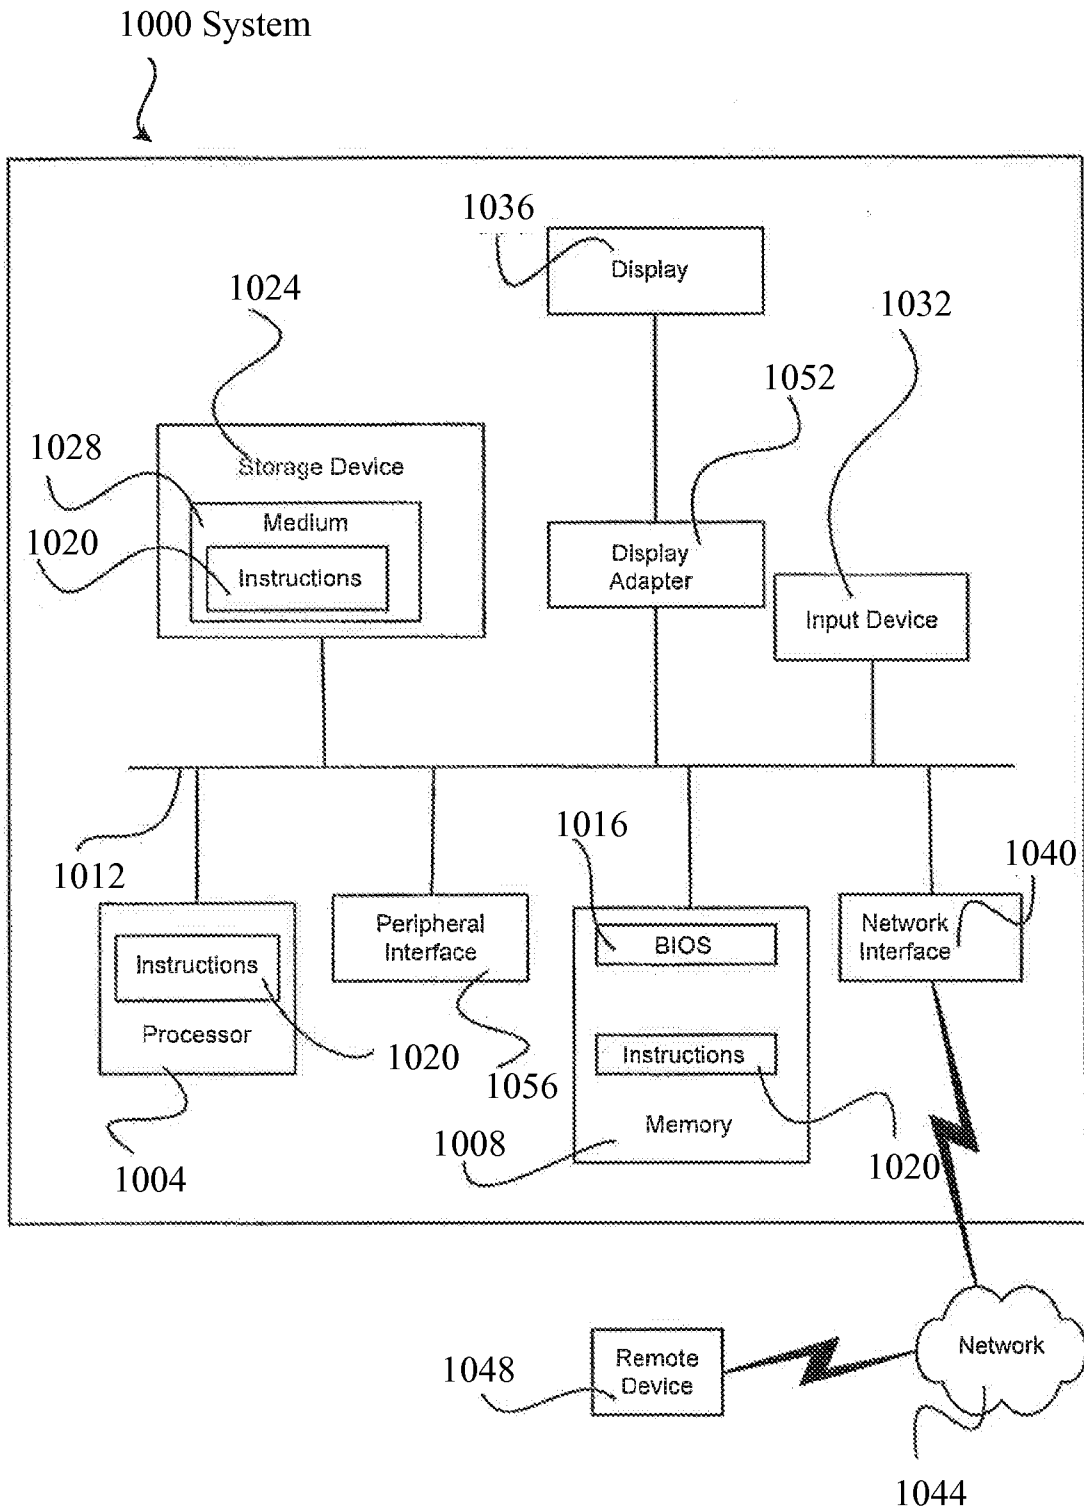 1000 System
1036
Display
1024
1032
1052
1028
Storage Device
Medium
1020
Instructions
Display
Adapter
Input Device
1012
1016
1040
Instructions
Processor
Peripheral
Interface
BIOS
Network
Interface
1020
1056
Instructions
1004
1008
Memory
1020
1048
Remote
Device
Network
1044